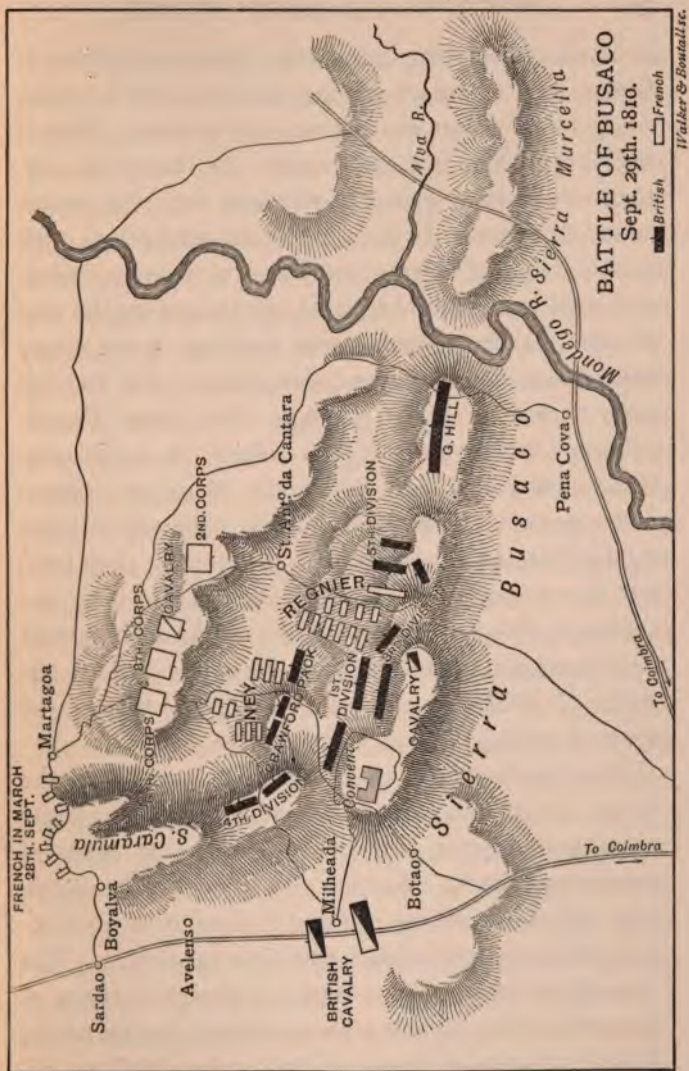 BATTLE OF BUSACO
Sept. 29th. 1810.
British
French
Walker & Boutall sc.
FRENCH IN MARCH
28TH. SEPT.
Martagoa
S. Caramula
Sardao
Boyalva
Avelenso
BRITISH
CAVALRY
Milheada
Botao
To Coimbra
CORPS
8TH. CORPS
CAVALRY
2ND. CORPS
St. Anto. da Cantara
NEY
REGNIER
CRAWFORD
PACK
4TH. DIVISION
1ST.
DIVISION
5TH DIVISION
CAVALRY
Convent
G. HILL
Sierra Busaco
Pena Cova
To Coimbra
Mondego R.
Alva R.
Sierra Murcella